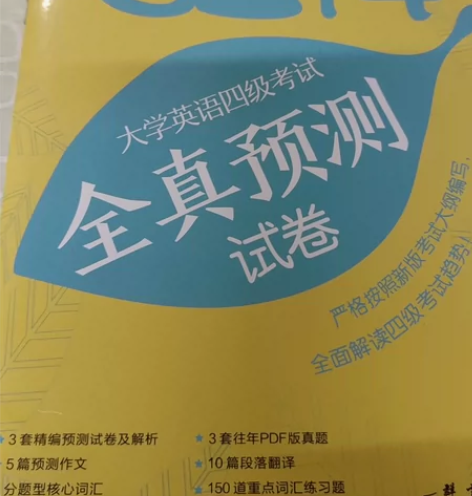 大学英语四级考试
全真预测
试卷
严格按照新版考试大纲编写
全面解读四级考试趋势
3套精编预测试卷及解析
★3套往年PDF版真题
5篇预测作文
★10篇段落翻译
分题型核心词汇
★150道重点词汇练习题